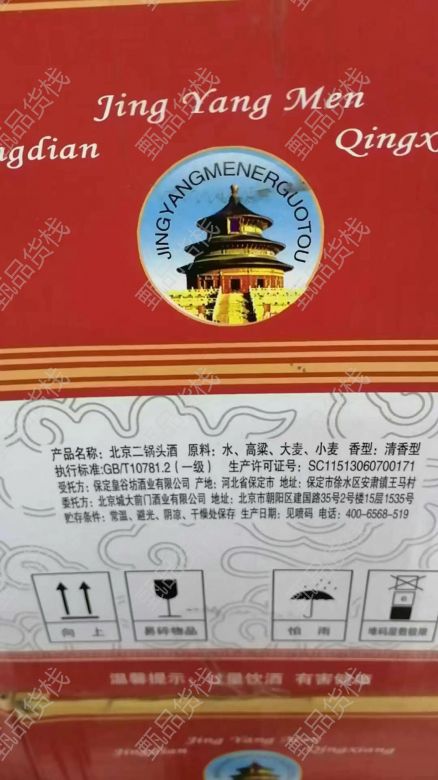 Jing Yang Men
ngdian
Qingx
JINGYANGMENERGUOTOU
产品名称：北京二锅头酒 原料：水、高粱、大麦、小麦 香型：清香型
执行标准:GB/T10781.2（一级） 生产许可证号：SC11513060700171
受托方：保定皇谷坊酒业有限公司 产地：河北省保定市 地址：保定市徐水区安肃镇王马村
委托方：北京城大前门酒业有限公司 地址：北京市朝阳区建国路35号2号楼15层1535号
贮存条件：常温、避光、阴凉、干燥处保存 生产日期：见喷码 电话：400-6568-519
向 上
易碎物品
怕 雨
堆码层数极限
温馨提示：过量饮酒 有害健康
Jing Yang Men
Qingxiang
甄品货栈